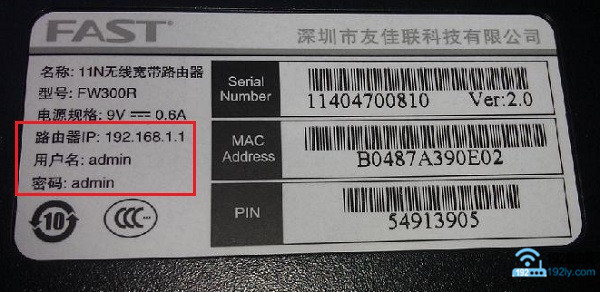 FAST®
深圳市友佳联科技有限公司
名称: 11N无线宽带路由器
型号: FW300R
电源规格: 9V 0.6A
路由器IP: 192.168.1.1
用户名: admin
密码: admin
10
CCC
Serial Number
11404700810 Ver:2.0
MAC Address
B0487A390E02
PIN
54913905
192
192ly.com